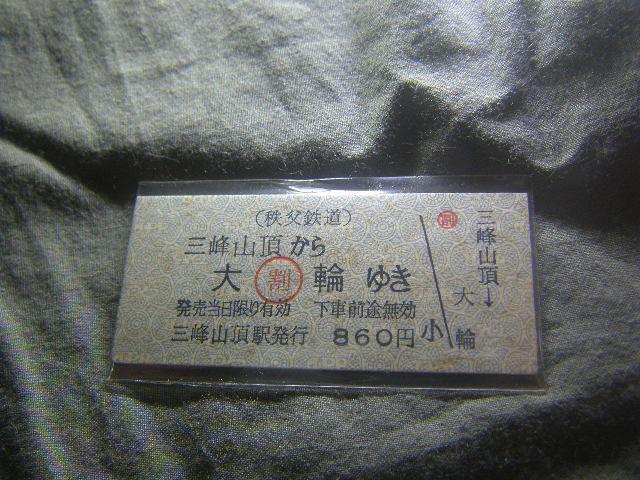 (秩父鉄道)
三峰山頂から
大 割 輪 ゆき
発売当日限り有効 下車前途無効
三峰山頂駅発行 860円
小
割
三峰山頂→
大輪